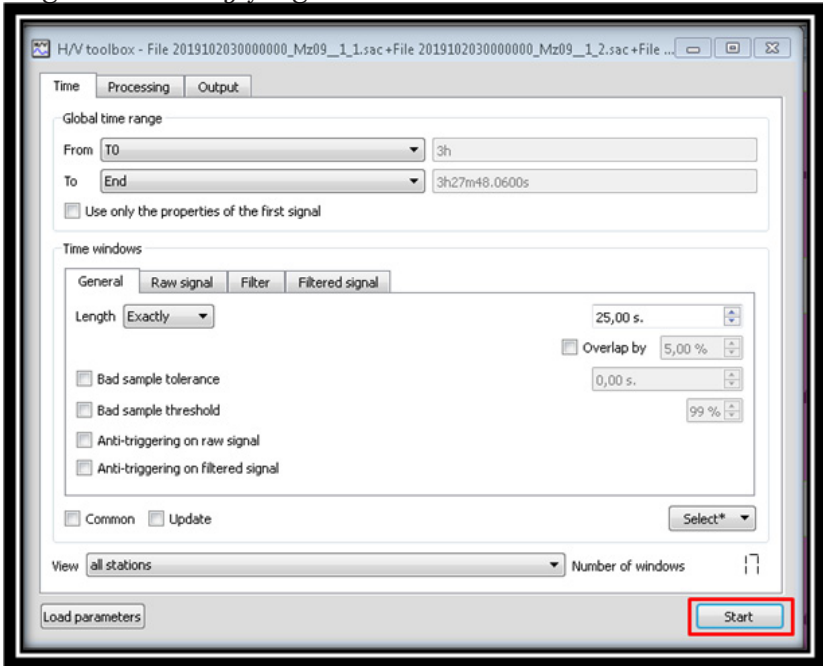 H/V toolbox - File 2019102030000000_Mz09__1_1.sac+File 2019102030000000_Mz09__1_2.sac+File ...
Time Processing Output
Global time range
From T0 3h
To End 3h27m48.0600s
Use only the properties of the first signal
Time windows
General Raw signal Filter Filtered signal
Length Exactly 25,00 s.
Overlap by 5,00 %
Bad sample tolerance 0,00 s.
Bad sample threshold 99 %
Anti-triggering on raw signal
Anti-triggering on filtered signal
Common Update Select*
View all stations Number of windows 17
Load parameters Start